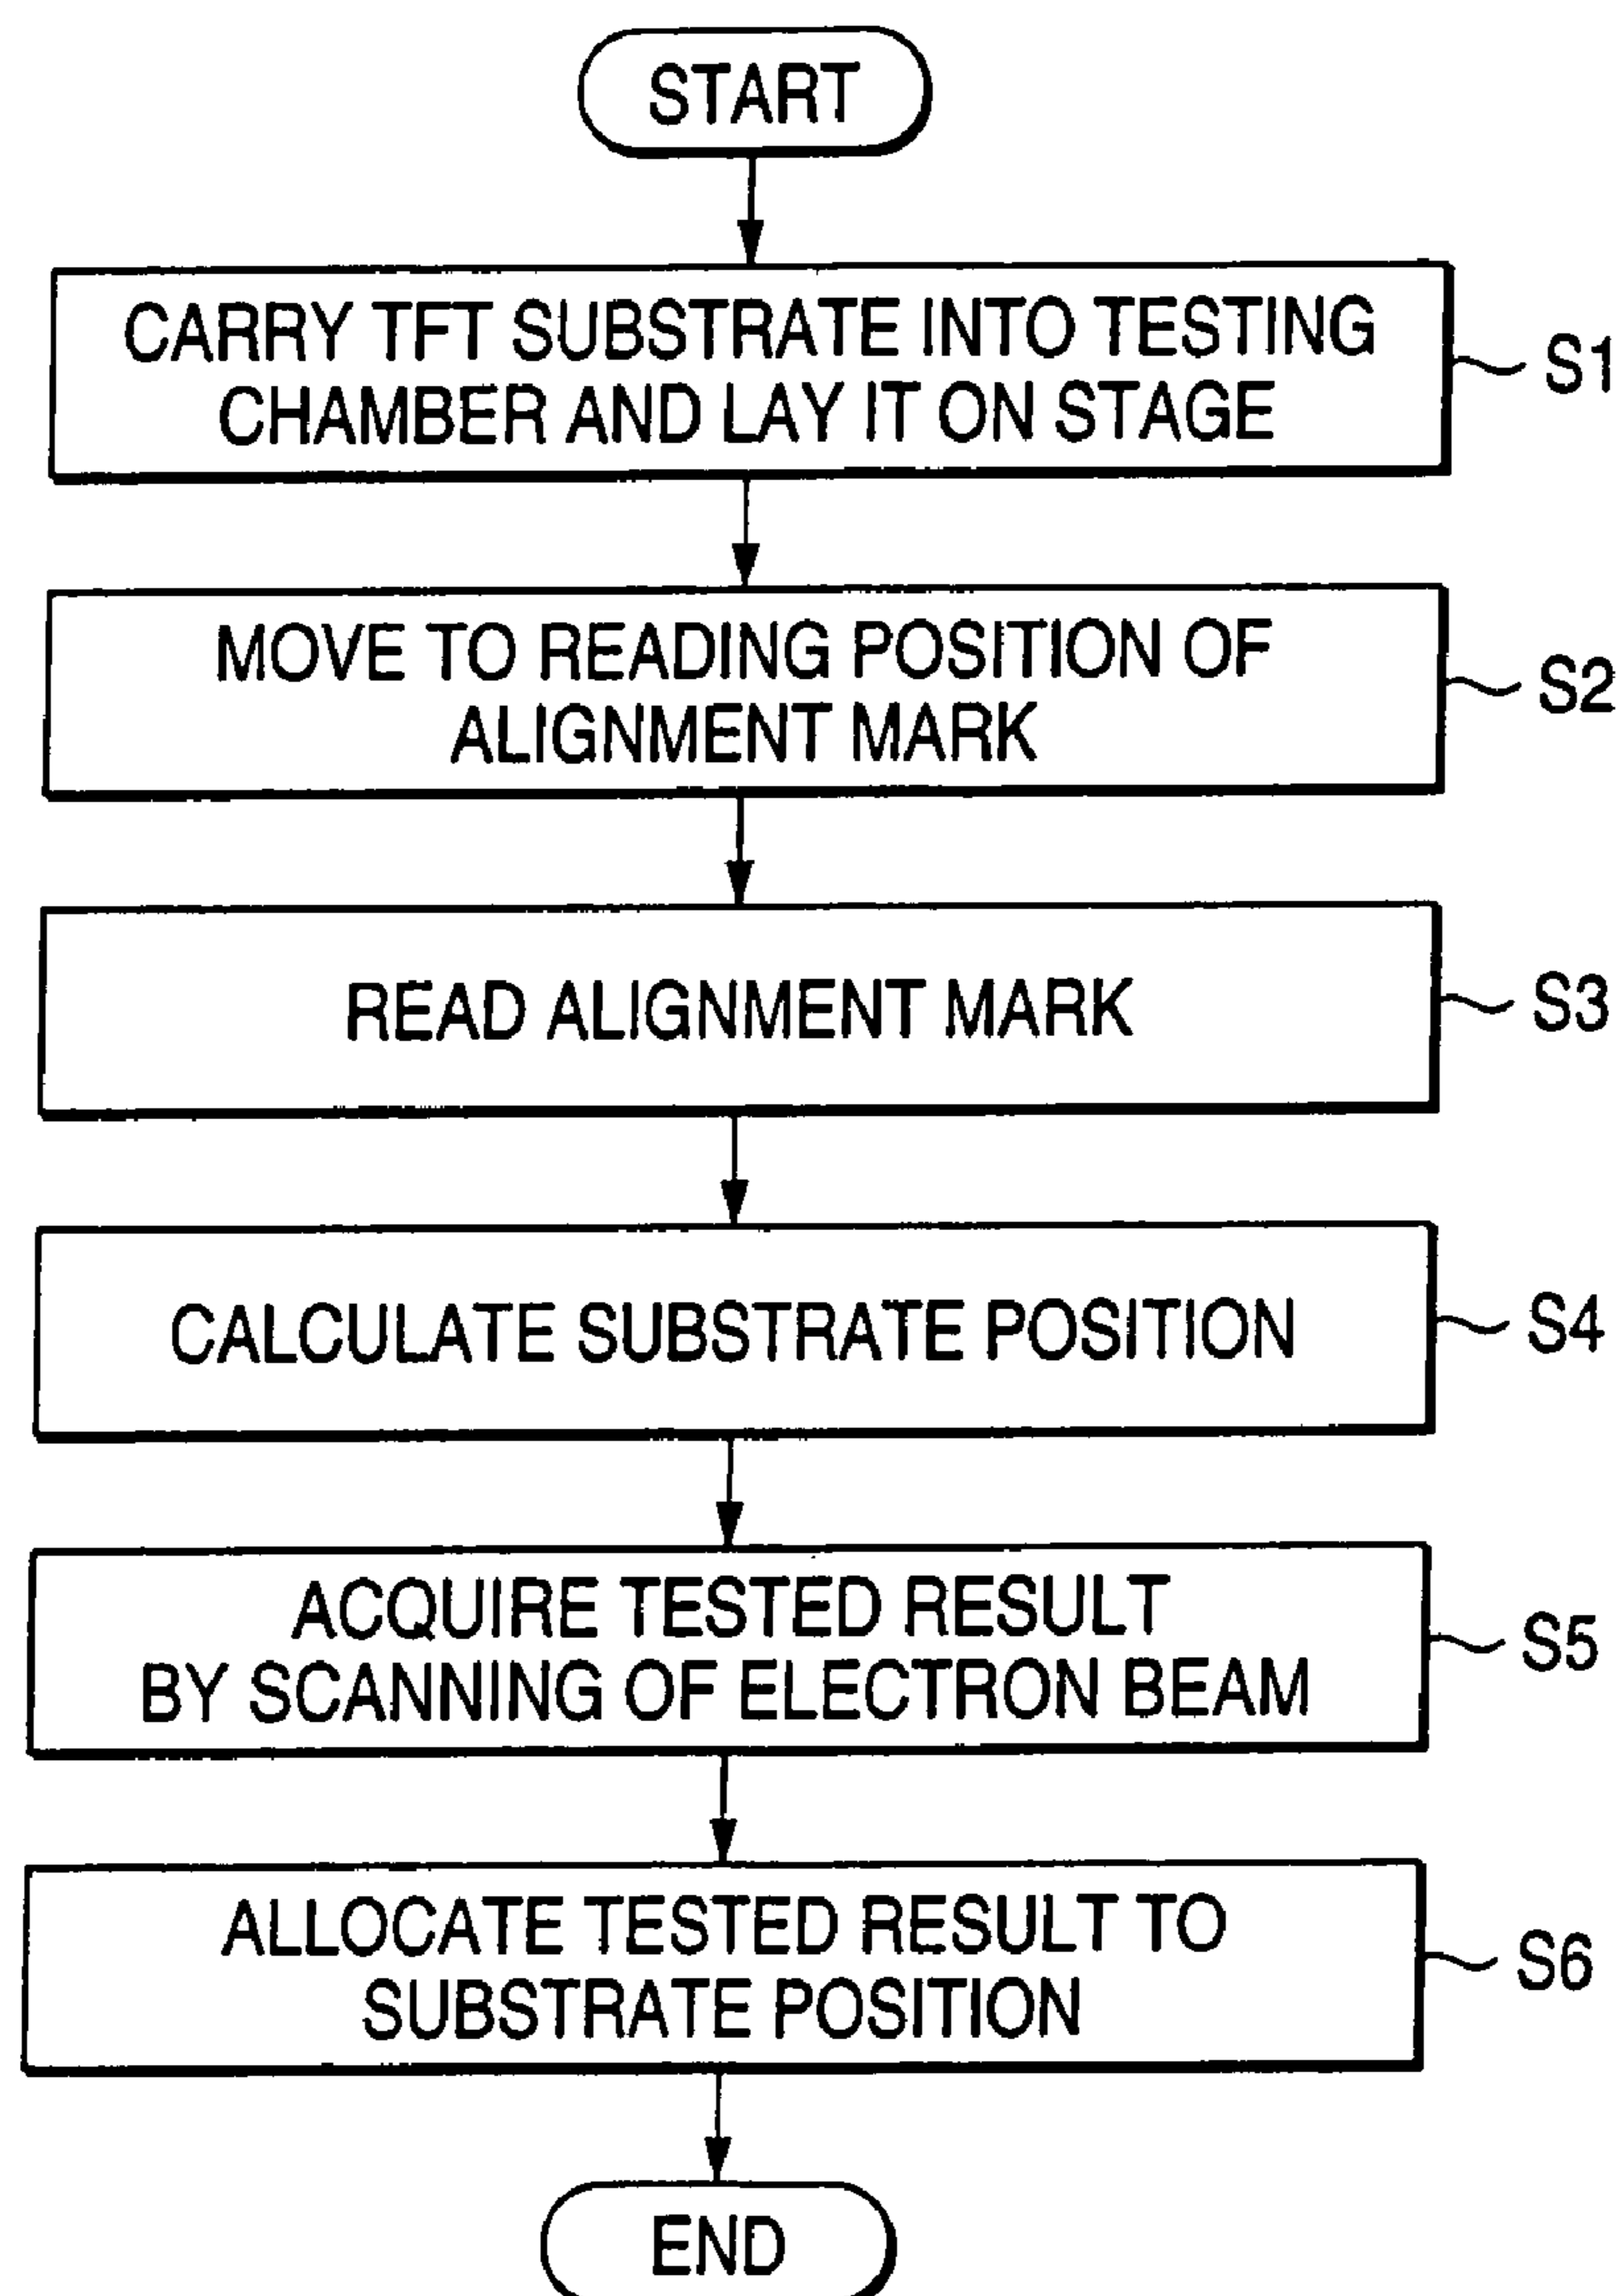 START
CARRY TFT SUBSTRATE INTO TESTING
CHAMBER AND LAY IT ON STAGE
S1
MOVE TO READING POSITION OF
ALIGNMENT MARK
S2
READ ALIGNMENT MARK
S3
CALCULATE SUBSTRATE POSITION
S4
ACQUIRE TESTED RESULT
BY SCANNING OF ELECTRON BEAM
S5
ALLOCATE TESTED RESULT TO
SUBSTRATE POSITION
S6
END